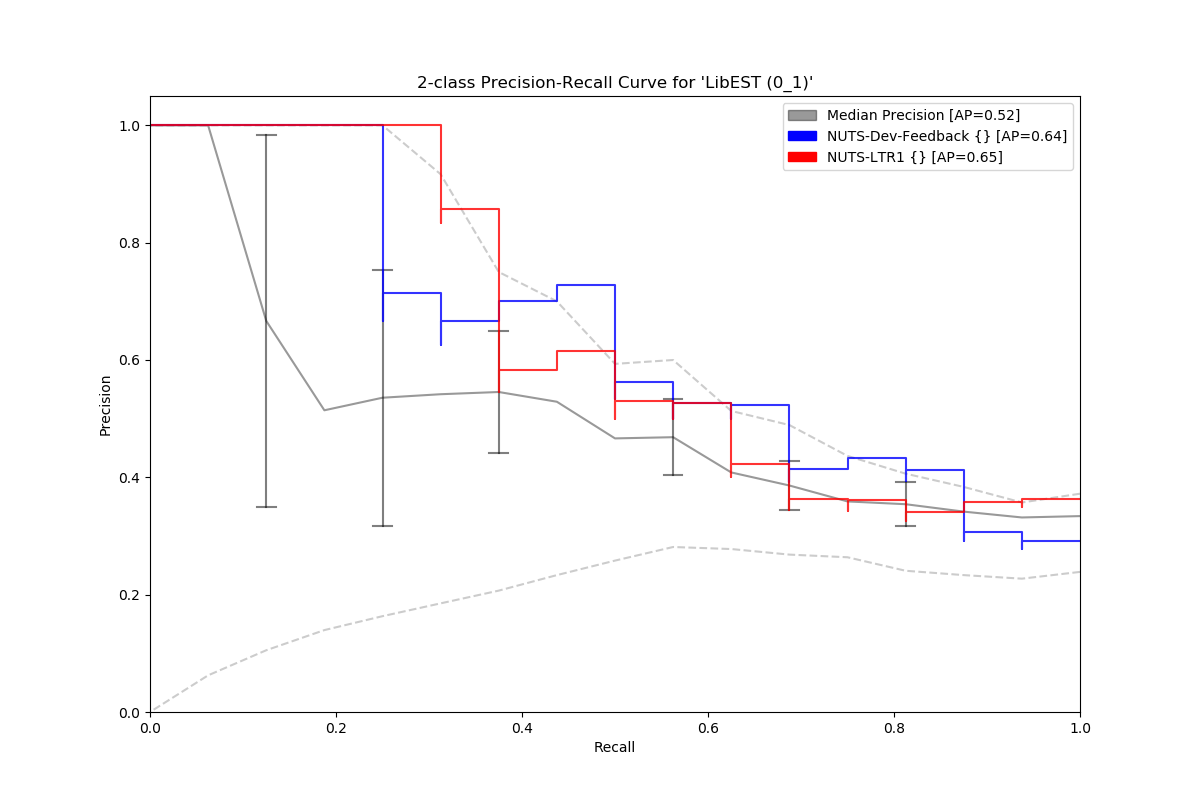 2-class Precision-Recall Curve for 'LibEST (0_1)'
Median Precision [AP=0.52]
NUTS-Dev-Feedback {} [AP=0.64]
NUTS-LTR1 {} [AP=0.65]
1.0
0.8
0.6
0.4
0.2
0.0
Precision
0.0 0.2 0.4 0.6 0.8 1.0
Recall